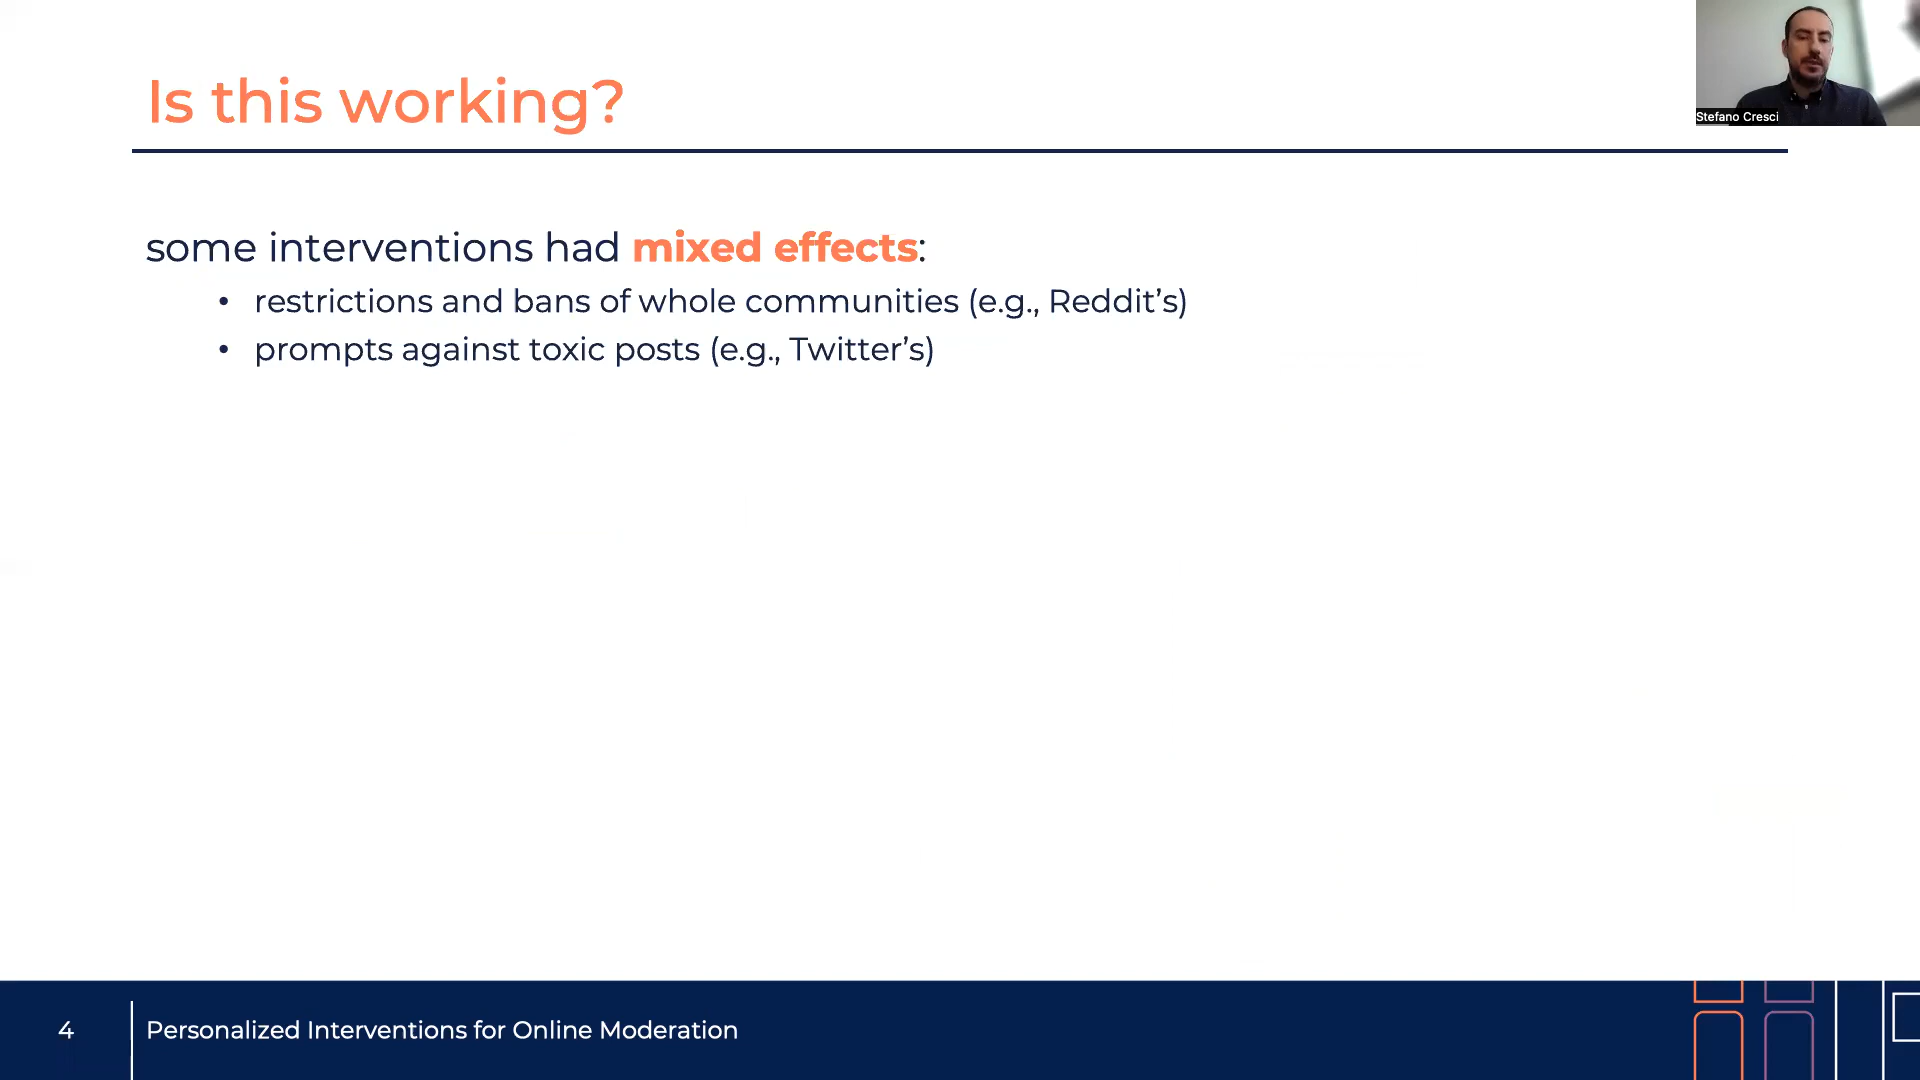 Is this working?
Stefano Cresci
some interventions had mixed effects:
• restrictions and bans of whole communities (e.g., Reddit’s)
• prompts against toxic posts (e.g., Twitter’s)
4
Personalized Interventions for Online Moderation